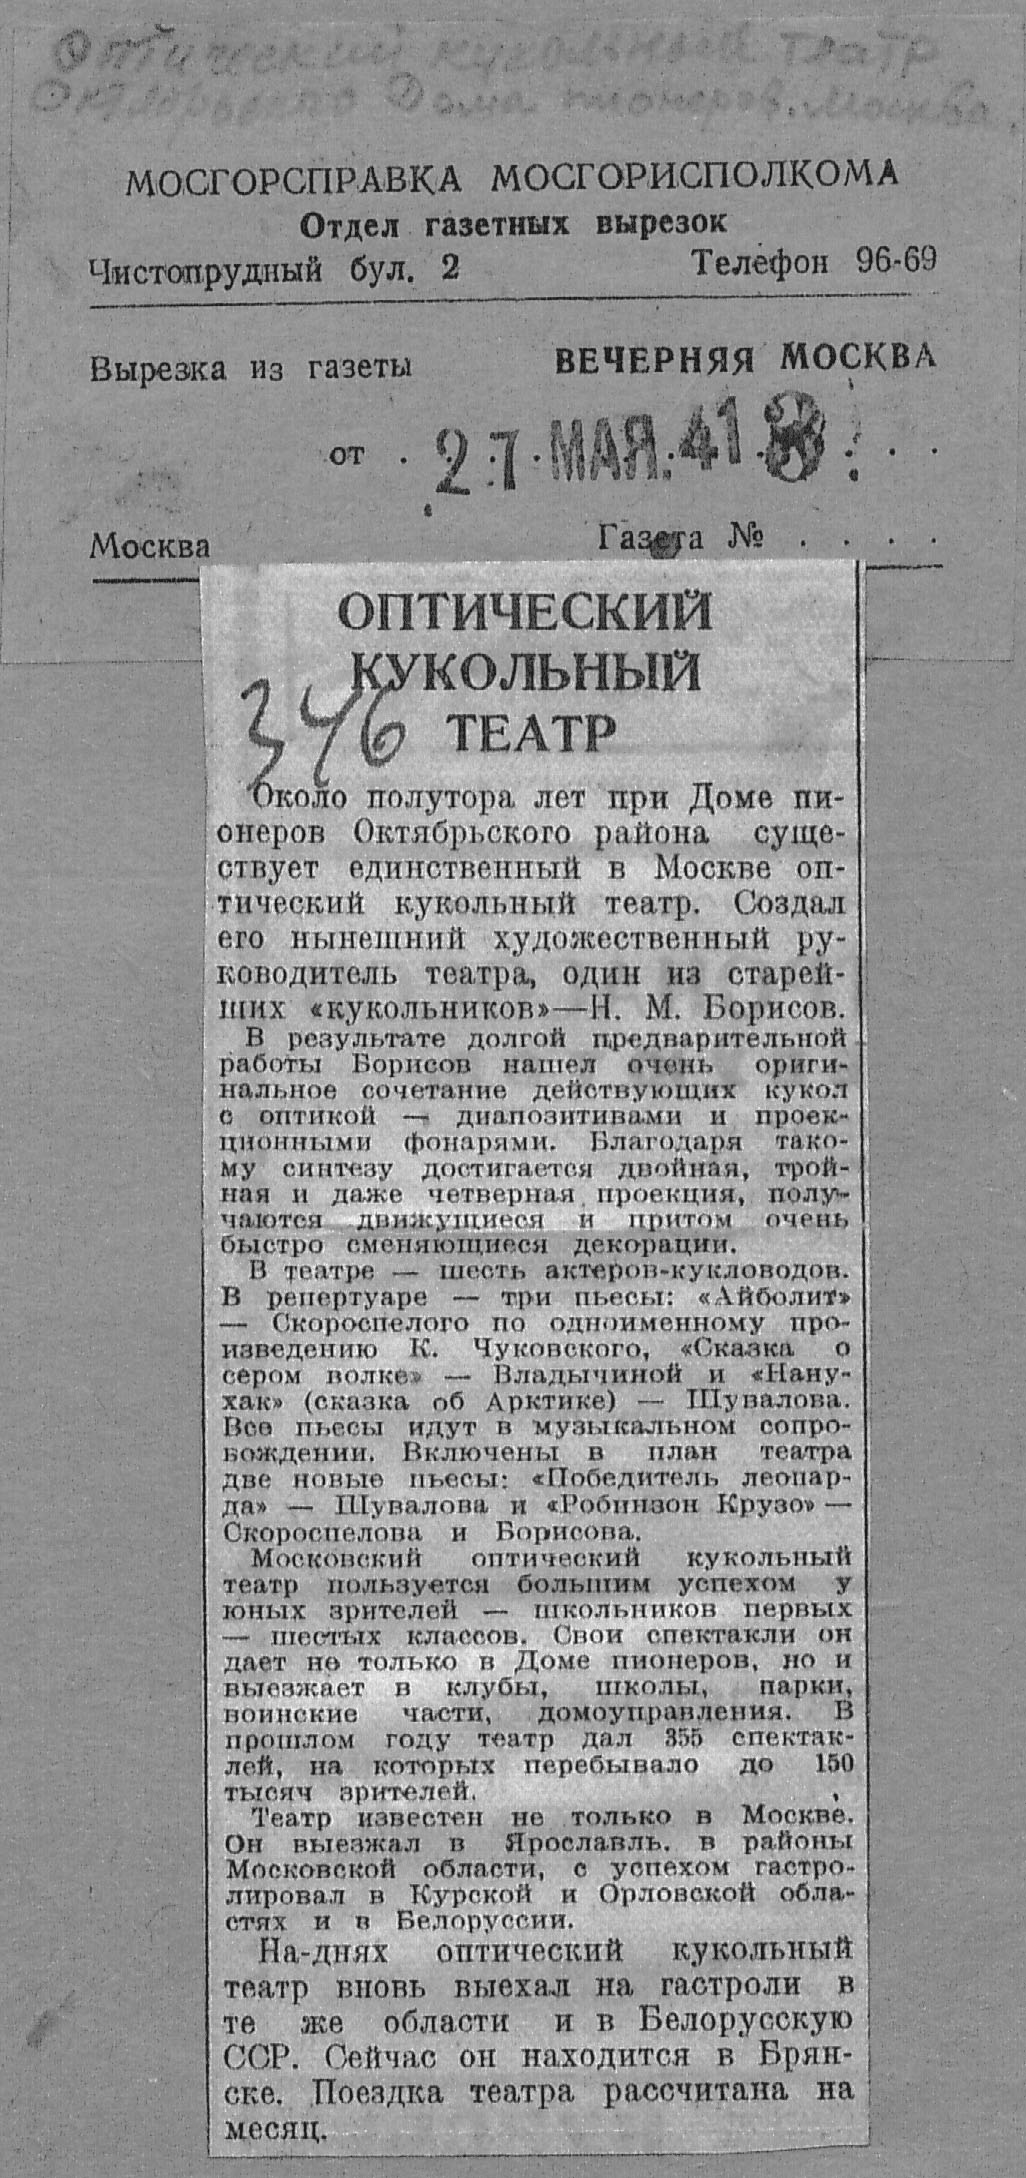 Оптический кукольный театр
Октябрьского Дома пионеров. Москва.
МОСГОРСПРАВКА МОСГОРИСПОЛКОМА
Отдел газетных вырезок
Чистопрудный бул. 2 Телефон 96-69
Вырезка из газеты ВЕЧЕРНЯЯ МОСКВА
от . 27 МАЯ. 41 . . .
Москва Газета № . . . .
ОПТИЧЕСКИЙ
КУКОЛЬНЫЙ
346 ТЕАТР
Около полутора лет при Доме пи-
онеров Октябрьского района суще-
ствует единственный в Москве оп-
тический кукольный театр. Создал
его нынешний художественный ру-
ководитель театра, один из старей-
ших «кукольников»—Н. М. Борисов.
В результате долгой предварительной
работы Борисов нашел очень ориги-
нальное сочетание действующих кукол
с оптикой — диапозитивами и проек-
ционными фонарями. Благодаря тако-
му синтезу достигается двойная, трой-
ная и даже четверная проекция, полу-
чаются движущиеся и притом очень
быстро сменяющиеся декорации.
В театре — шесть актеров-кукловодов.
В репертуаре — три пьесы: «Айболит»
— Скороспелого по одноименному про-
изведению К. Чуковского, «Сказка о
сером волке» — Владычиной и «Нану-
хак» (сказка об Арктике) — Шувалова.
Все пьесы идут в музыкальном сопро-
вождении. Включены в план театра
две новые пьесы: «Победитель леопар-
да» — Шувалова и «Робинзон Крузо» —
Скороспелова и Борисова.
Московский оптический кукольный
театр пользуется большим успехом у
юных зрителей — школьников первых
— шестых классов. Свои спектакли он
дает не только в Доме пионеров, но и
выезжает в клубы, школы, парки,
воинские части, домоуправления. В
прошлом году театр дал 355 спектак-
лей, на которых перебывало до 150
тысяч зрителей.
Театр известен не только в Москве.
Он выезжал в Ярославль. в районы
Московской области, с успехом гастро-
лировал в Курской и Орловской обла-
стях и в Белоруссии.
На-днях оптический кукольный
театр вновь выехал на гастроли в
те же области и в Белорусскую
ССР. Сейчас он находится в Брян-
ске. Поездка театра рассчитана на
месяц.